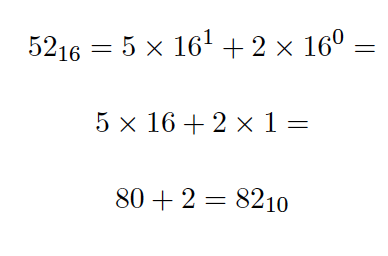 52₁₆ = 5 × 16¹ + 2 × 16⁰ =
5 × 16 + 2 × 1 =
80 + 2 = 82₁₀